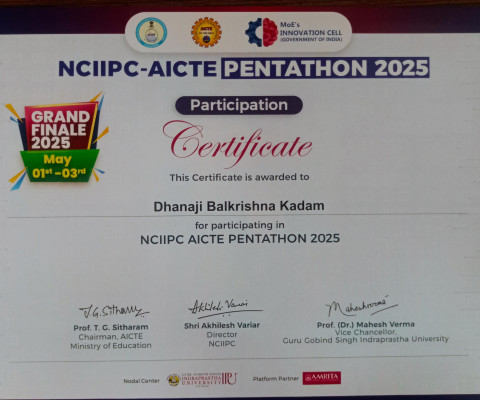 MoE's
INNOVATION CELL
(GOVERNMENT OF INDIA)
NCIIPC-AICTE PENTATHON 2025
Participation
GRAND
FINALE
2025
May
01st -03rd
Certificate
This Certificate is awarded to
Dhanaji Balkrishna Kadam
for participating in
NCIIPC AICTE PENTATHON 2025
Prof. T. G. Sitharam
Chairman, AICTE
Ministry of Education
Shri Akhilesh Variar
Director
NCIIPC
Prof. (Dr.) Mahesh Verma
Vice Chancellor,
Guru Gobind Singh Indraprastha University
Nodal Center
INDRAPRASTHA
UNIVERSITY
Platform Partner
AMRITA